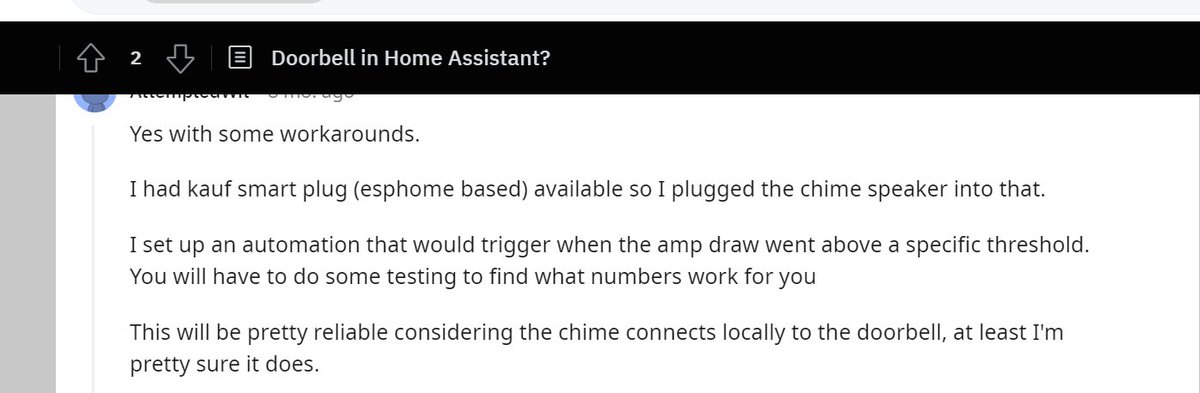 2 Doorbell in Home Assistant?
Yes with some workarounds.
I had kauf smart plug (esphome based) available so I plugged the chime speaker into that.
I set up an automation that would trigger when the amp draw went above a specific threshold.
You will have to do some testing to find what numbers work for you
This will be pretty reliable considering the chime connects locally to the doorbell, at least I'm
pretty sure it does.